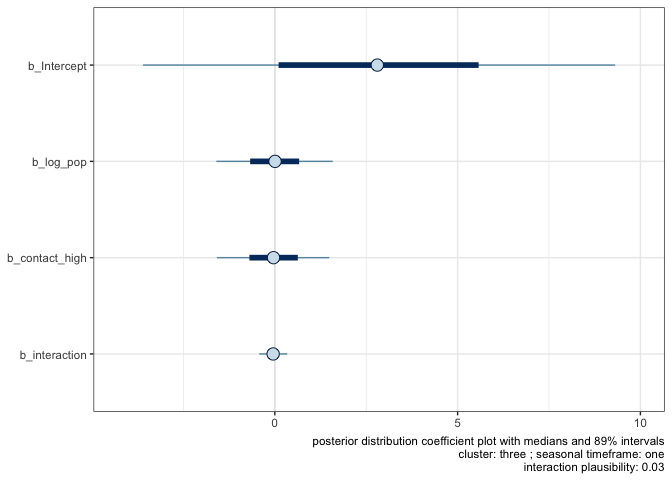 b_Intercept
b_log_pop
b_contact_high
b_interaction
0 5 10
posterior distribution coefficient plot with medians and 89% intervals
cluster: three ; seasonal timeframe: one
interaction plausibility: 0.03